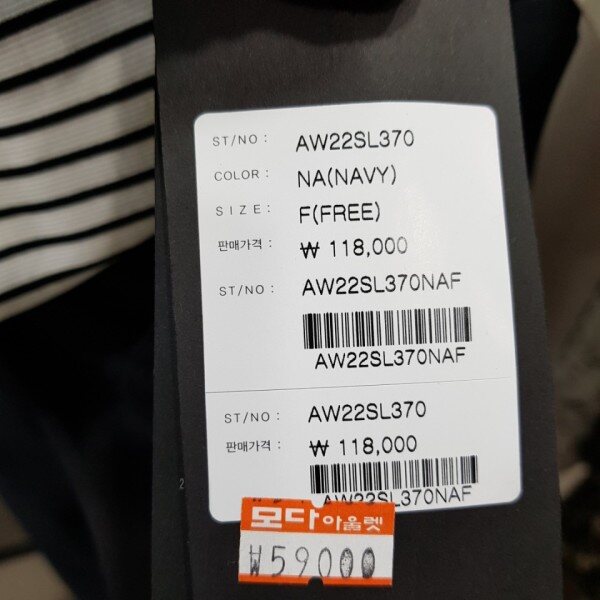 ST/NO : AW22SL370
COLOR : NA(NAVY)
SIZE : F(FREE)
판매가격 : ₩ 118,000
ST/NO : AW22SL370NAF
AW22SL370NAF
ST/NO : AW22SL370
판매가격 : ₩ 118,000
AW22SL370NAF
모다아울렛
₩59000